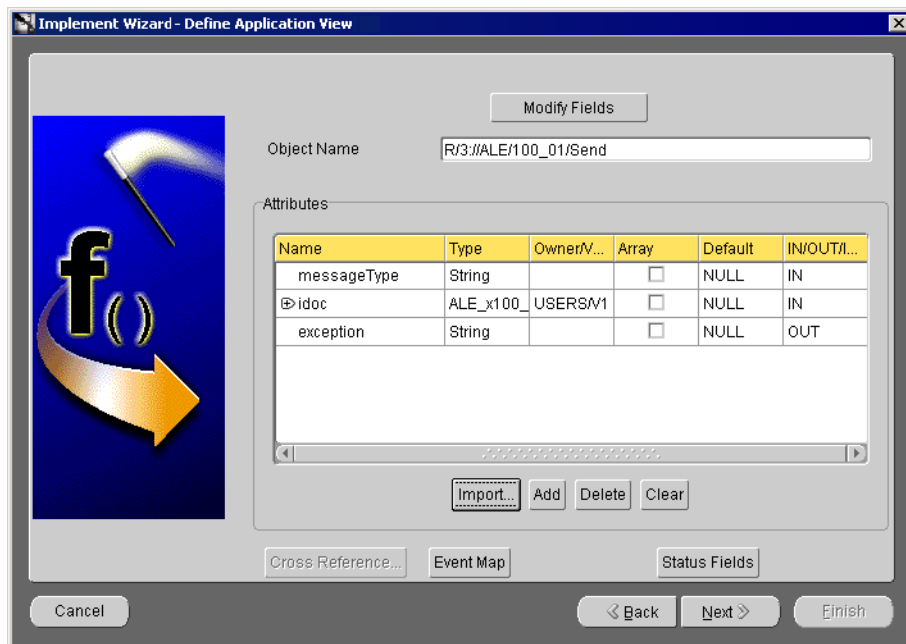 Implement Wizard - Define Application View
Modify Fields
Object Name R/3://ALE/100_01/Send
Attributes
Name Type Owner/V... Array Default IN/OUT/I...
messageType String NULL IN
idoc ALE_x100_ USERS/V1 NULL IN
exception String NULL OUT
Import... Add Delete Clear
Cross Reference... Event Map Status Fields
Cancel Back Next Finish
f()